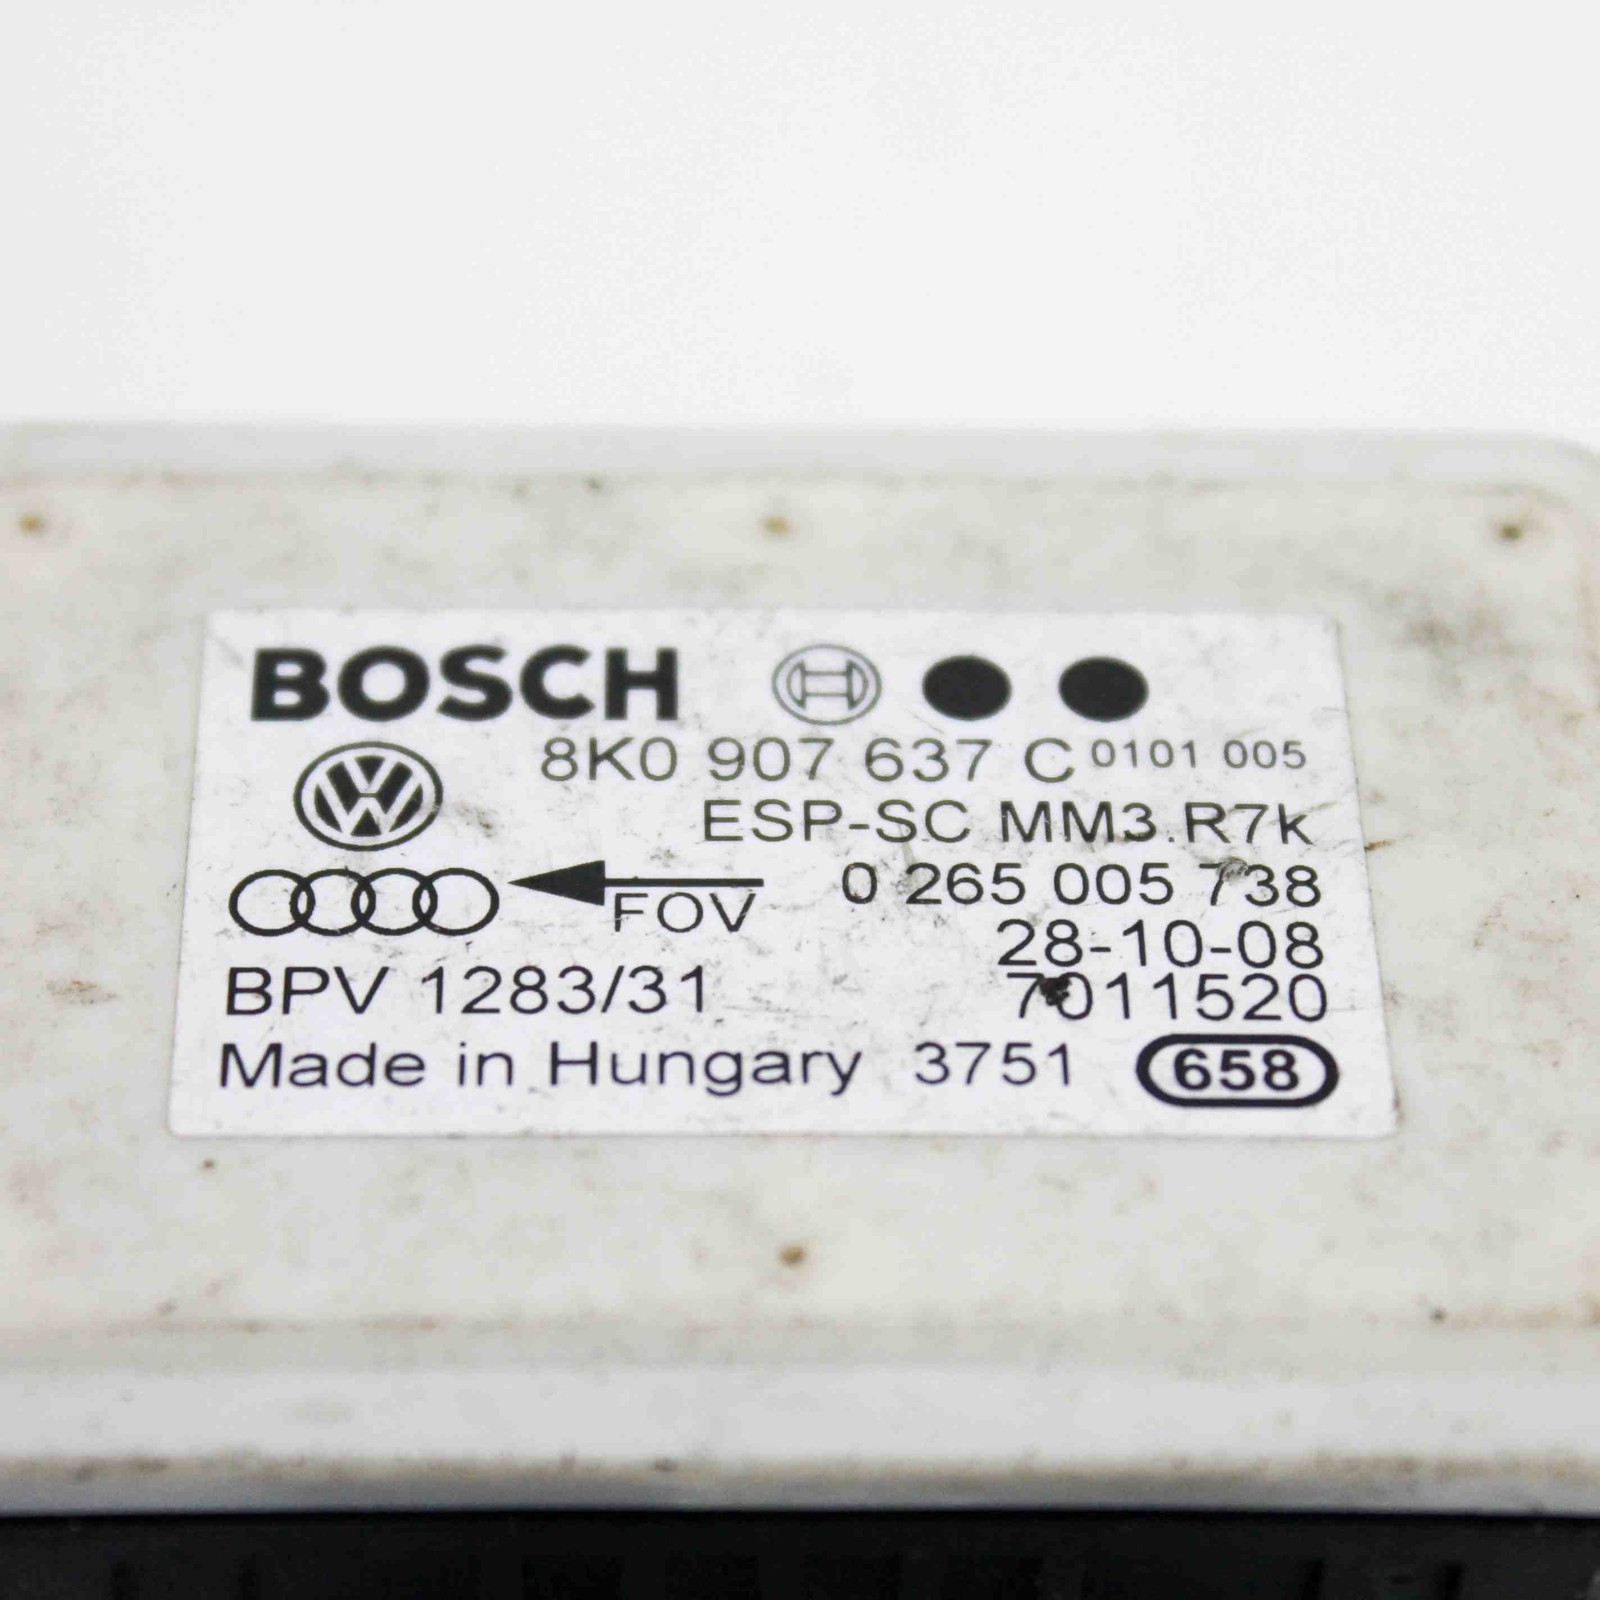 BOSCH
8K0 907 637 C 0101 005
ESP-SC MM3.R7k
FOV 0 265 005 738
28-10-08
BPV 1283/31 7011520
Made in Hungary 3751 658